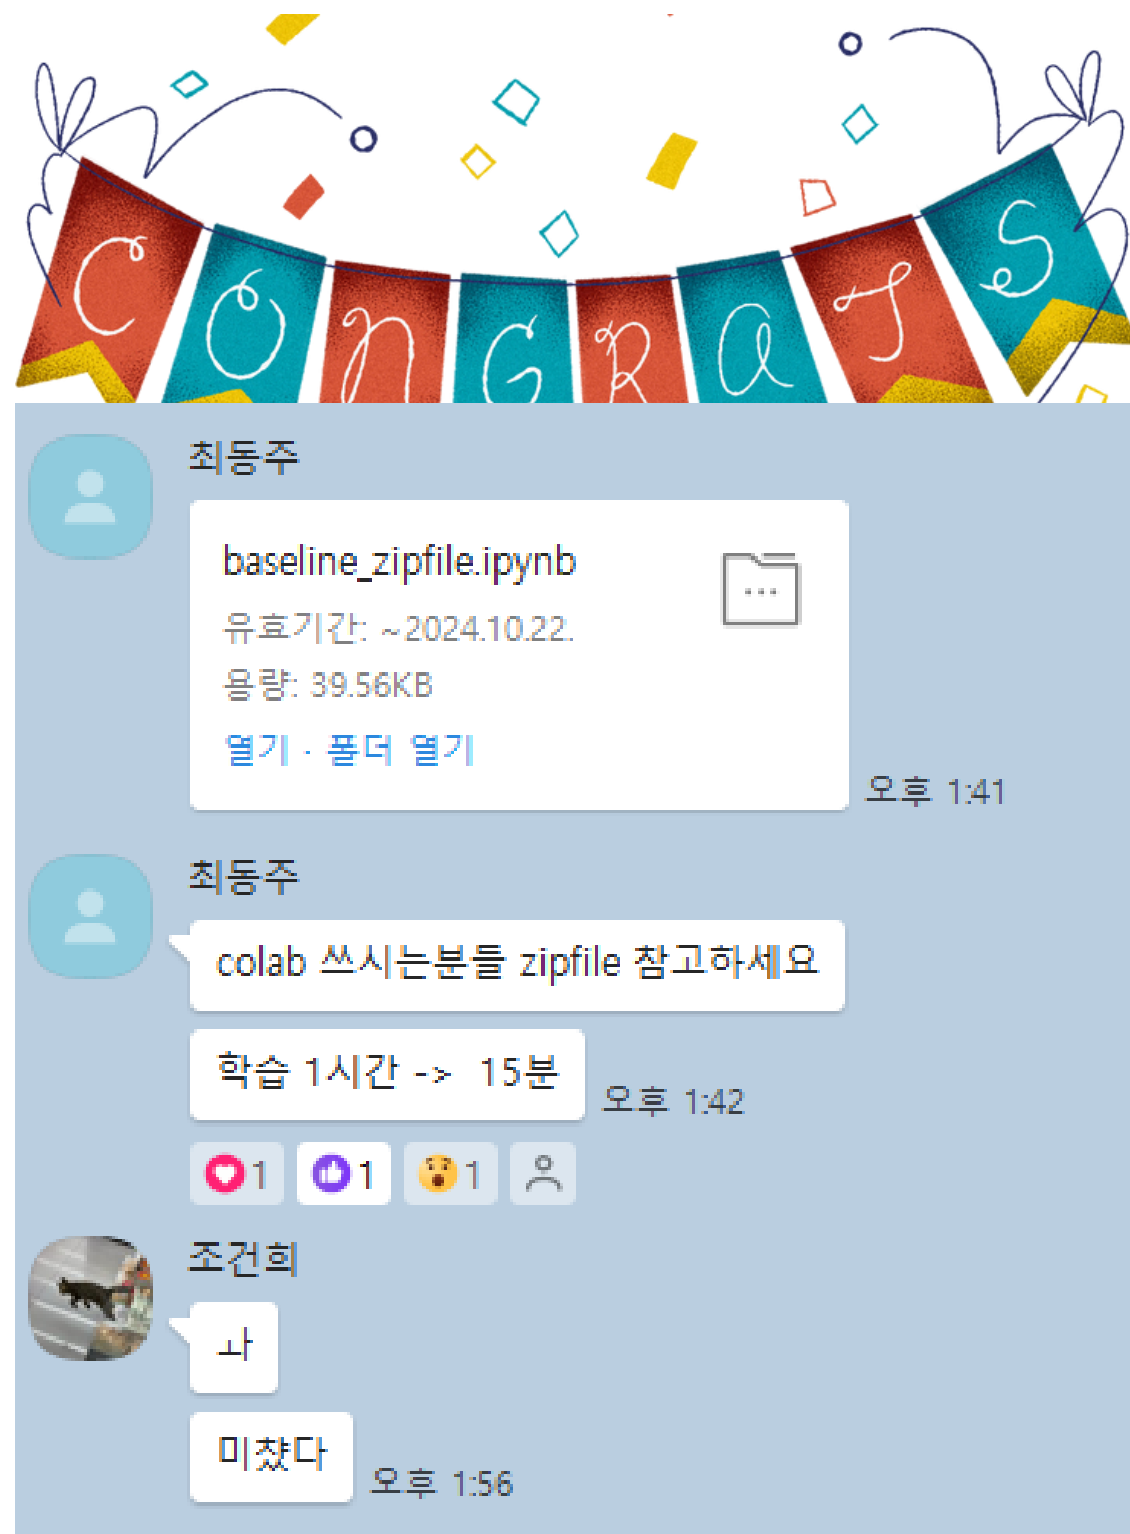 CONGRATS
최동주
baseline_zipfile.ipynb
유효기간: ~2024.10.22.
용량: 39.56KB
열기 · 폴더 열기
오후 1:41
최동주
colab 쓰시는분들 zipfile 참고하세요
학습 1시간 -> 15분
오후 1:42
1 1 1
조건희
ㅘ
미챴다
오후 1:56